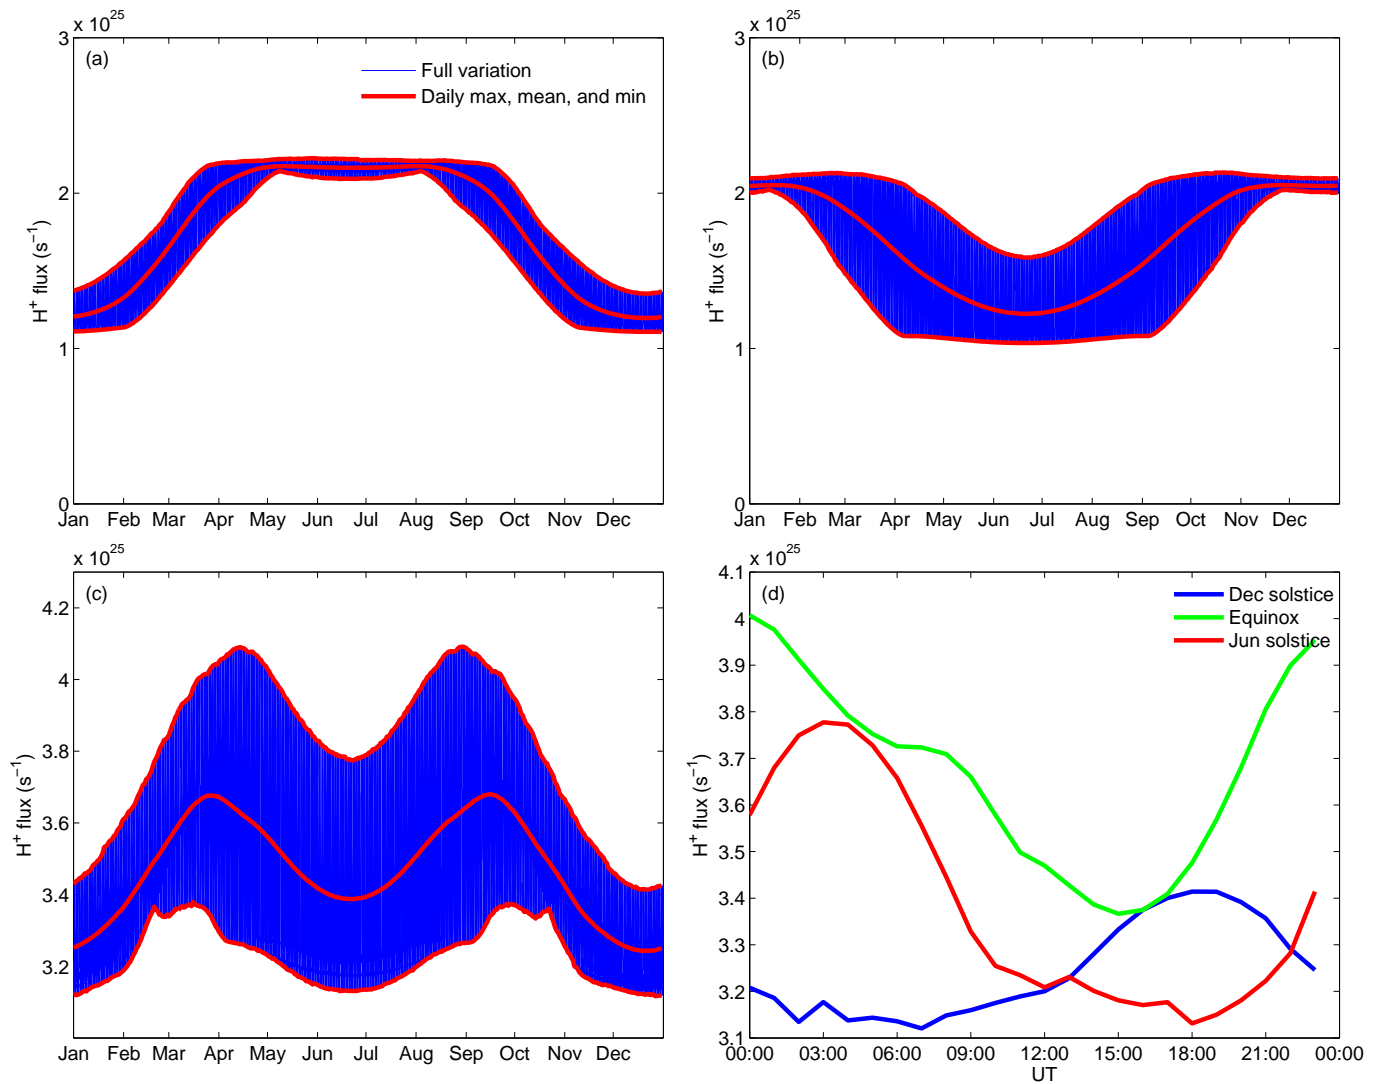 x 10^25
3
(a)
Full variation
Daily max, mean, and min
2
H+ flux (s−1)
1
0
Jan Feb Mar Apr May Jun Jul Aug Sep Oct Nov Dec
x 10^25
3
(b)
2
H+ flux (s−1)
1
0
Jan Feb Mar Apr May Jun Jul Aug Sep Oct Nov Dec
x 10^25
(c)
4.2
4
3.8
H+ flux (s−1)
3.6
3.4
3.2
Jan Feb Mar Apr May Jun Jul Aug Sep Oct Nov Dec
x 10^25
4.1
(d)
Dec solstice
Equinox
Jun solstice
4
3.9
3.8
3.7
H+ flux (s−1)
3.6
3.5
3.4
3.3
3.2
3.1
00:00 03:00 06:00 09:00 12:00 15:00 18:00 21:00 00:00
UT